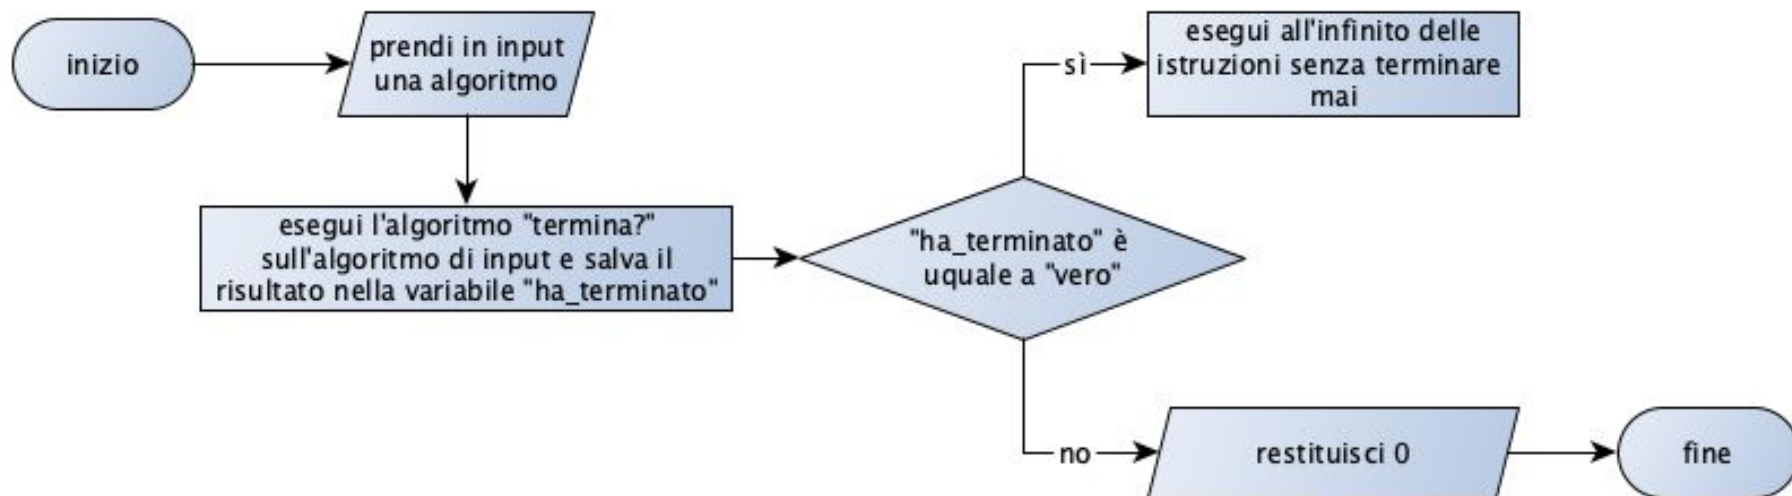 inizio
prendi in input
una algoritmo
esegui l'algoritmo "termina?"
sull'algoritmo di input e salva il
risultato nella variabile "ha_terminato"
"ha_terminato" è
uquale a "vero"
sì
esegui all'infinito delle
istruzioni senza terminare
mai
no
restituisci 0
fine